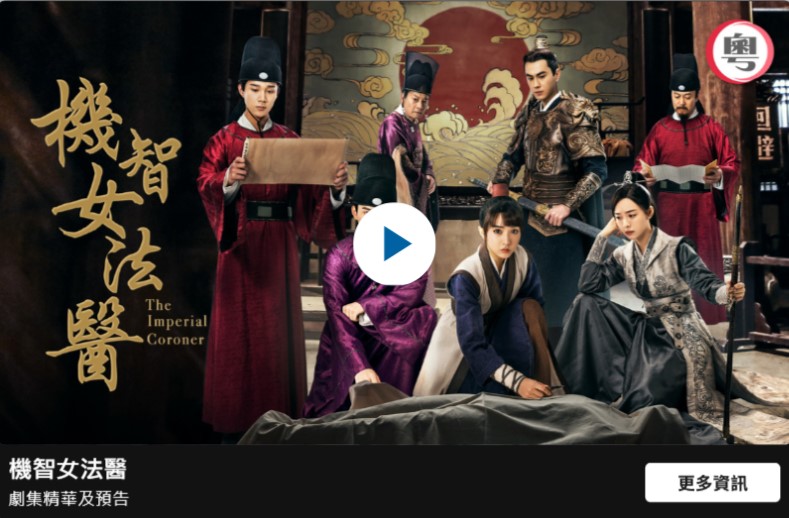 粤
機智
女法
醫
The
Imperial
Coroner
機智女法醫
劇集精華及預告
更多資訊